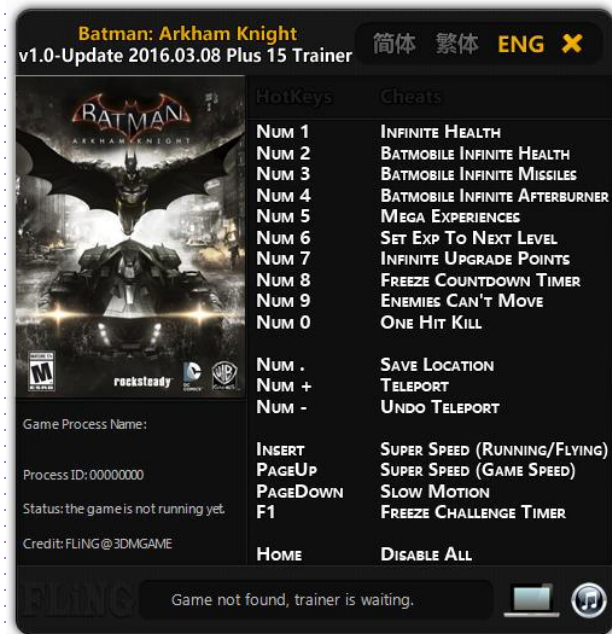 Batman: Arkham Knight
v1.0-Update 2016.03.08 Plus 15 Trainer
简体 繁体 ENG
BATMAN
ARKHAM KNIGHT
M
rocksteady
DC COMICS
WB
HotKeys Cheats
Num 1 Infinite Health
Num 2 Batmobile Infinite Health
Num 3 Batmobile Infinite Missiles
Num 4 Batmobile Infinite Afterburner
Num 5 Mega Experiences
Num 6 Set Exp To Next Level
Num 7 Infinite Upgrade Points
Num 8 Freeze Countdown Timer
Num 9 Enemies Can't Move
Num 0 One Hit Kill
Num . Save Location
Num + Teleport
Num - Undo Teleport
Insert Super Speed (Running/Flying)
PageUp Super Speed (Game Speed)
PageDown Slow Motion
F1 Freeze Challenge Timer
Home Disable All
Game Process Name:
Process ID: 00000000
Status: the game is not running yet.
Credit: FLiNG@3DMGAME
FLiNG
Game not found, trainer is waiting.